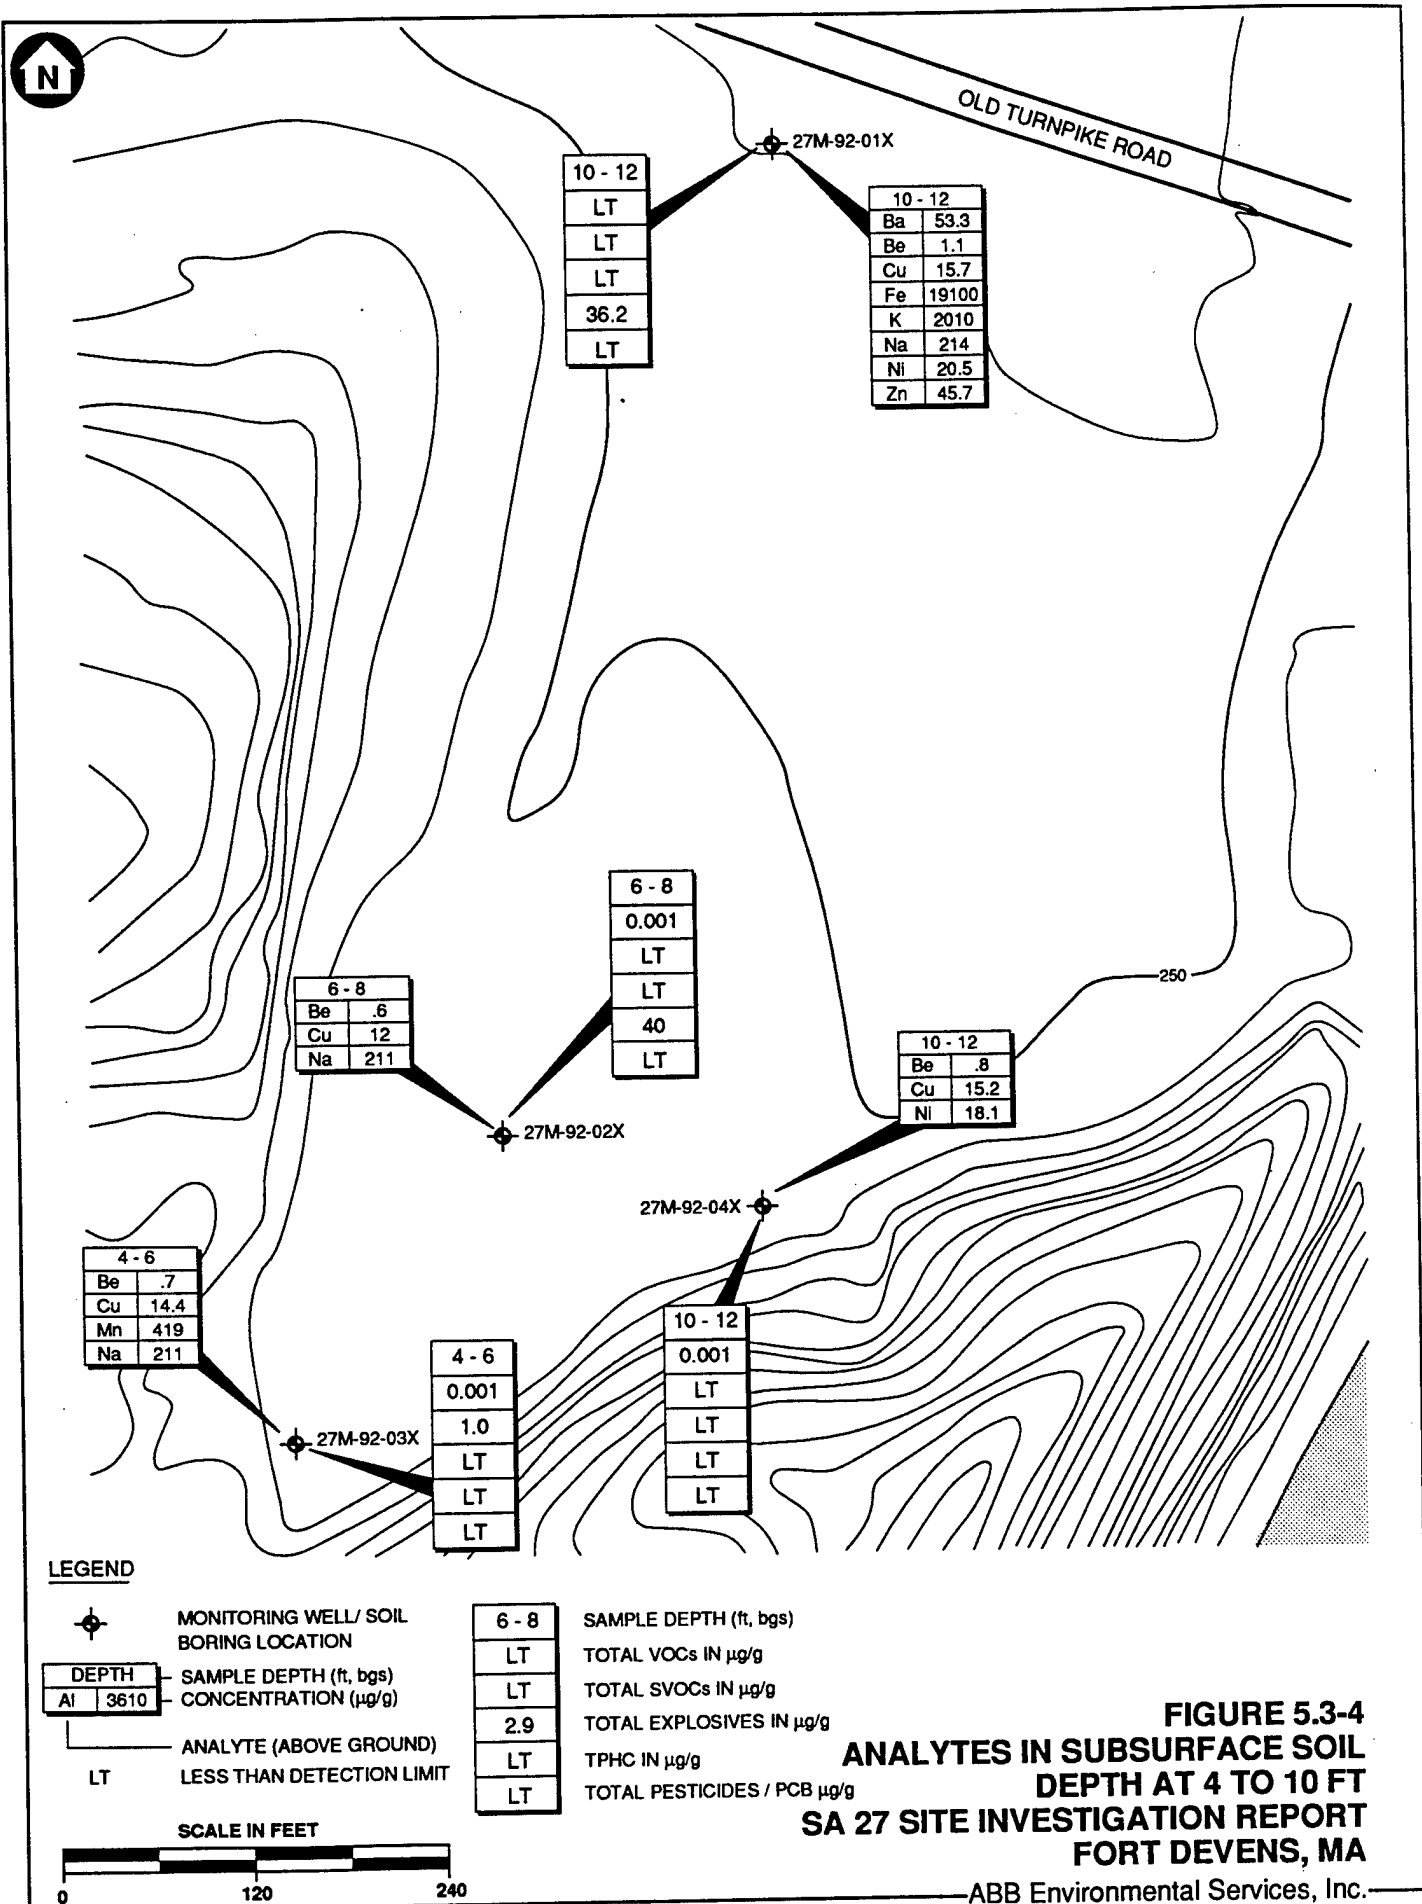 N
OLD TURNPIKE ROAD
27M-92-01X
10 - 12
LT
LT
LT
36.2
LT
10 - 12
Ba 53.3
Be 1.1
Cu 15.7
Fe 19100
K 2010
Na 214
Ni 20.5
Zn 45.7
6 - 8
0.001
LT
LT
40
LT
250
6 - 8
Be .6
Cu 12
Na 211
27M-92-02X
10 - 12
Be .8
Cu 15.2
Ni 18.1
27M-92-04X
4 - 6
Be .7
Cu 14.4
Mn 419
Na 211
10 - 12
0.001
LT
LT
LT
LT
4 - 6
0.001
1.0
LT
LT
LT
27M-92-03X
LEGEND
MONITORING WELL/ SOIL
BORING LOCATION
DEPTH
SAMPLE DEPTH (ft, bgs)
Al 3610
CONCENTRATION (µg/g)
ANALYTE (ABOVE GROUND)
LT LESS THAN DETECTION LIMIT
6 - 8 SAMPLE DEPTH (ft, bgs)
LT TOTAL VOCs IN µg/g
LT TOTAL SVOCs IN µg/g
2.9 TOTAL EXPLOSIVES IN µg/g
LT TPHC IN µg/g
LT TOTAL PESTICIDES / PCB µg/g
SCALE IN FEET
0 120 240
FIGURE 5.3-4
ANALYTES IN SUBSURFACE SOIL
DEPTH AT 4 TO 10 FT
SA 27 SITE INVESTIGATION REPORT
FORT DEVENS, MA
ABB Environmental Services, Inc.